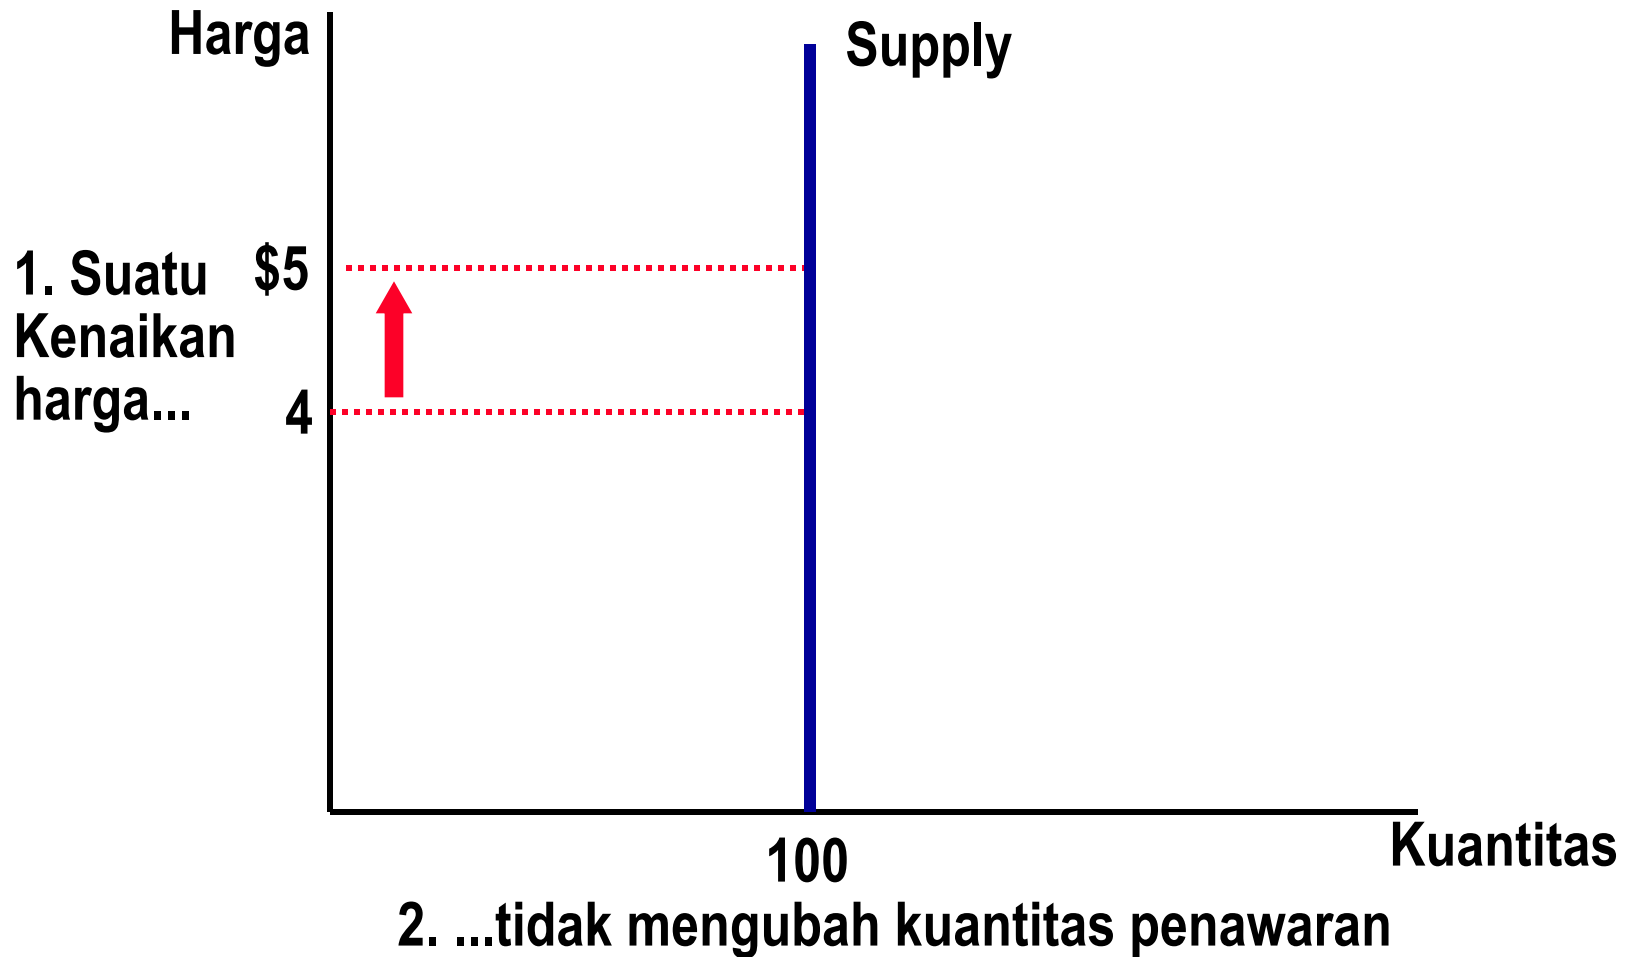 Harga
Supply
1. Suatu
Kenaikan
harga...
$5
4
100
Kuantitas
2. ...tidak mengubah kuantitas penawaran